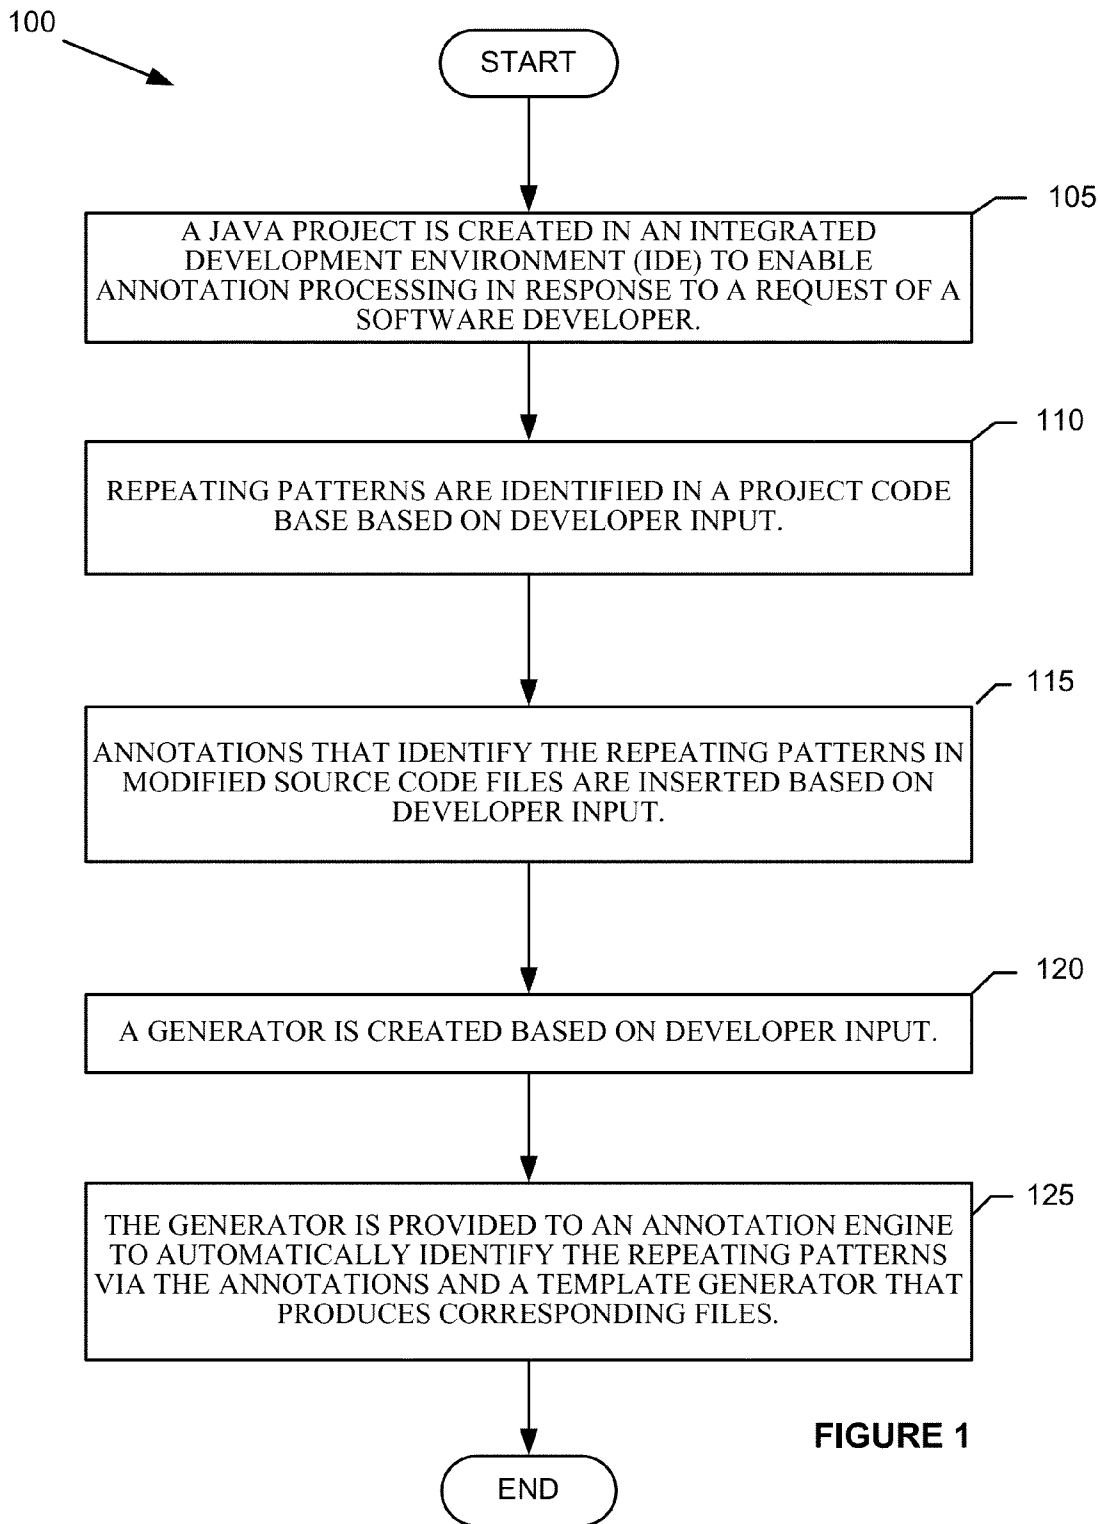 100
START
105
A JAVA PROJECT IS CREATED IN AN INTEGRATED
DEVELOPMENT ENVIRONMENT (IDE) TO ENABLE
ANNOTATION PROCESSING IN RESPONSE TO A REQUEST OF A
SOFTWARE DEVELOPER.
110
REPEATING PATTERNS ARE IDENTIFIED IN A PROJECT CODE
BASE BASED ON DEVELOPER INPUT.
115
ANNOTATIONS THAT IDENTIFY THE REPEATING PATTERNS IN
MODIFIED SOURCE CODE FILES ARE INSERTED BASED ON
DEVELOPER INPUT.
120
A GENERATOR IS CREATED BASED ON DEVELOPER INPUT.
125
THE GENERATOR IS PROVIDED TO AN ANNOTATION ENGINE
TO AUTOMATICALLY IDENTIFY THE REPEATING PATTERNS
VIA THE ANNOTATIONS AND A TEMPLATE GENERATOR THAT
PRODUCES CORRESPONDING FILES.
FIGURE 1
END